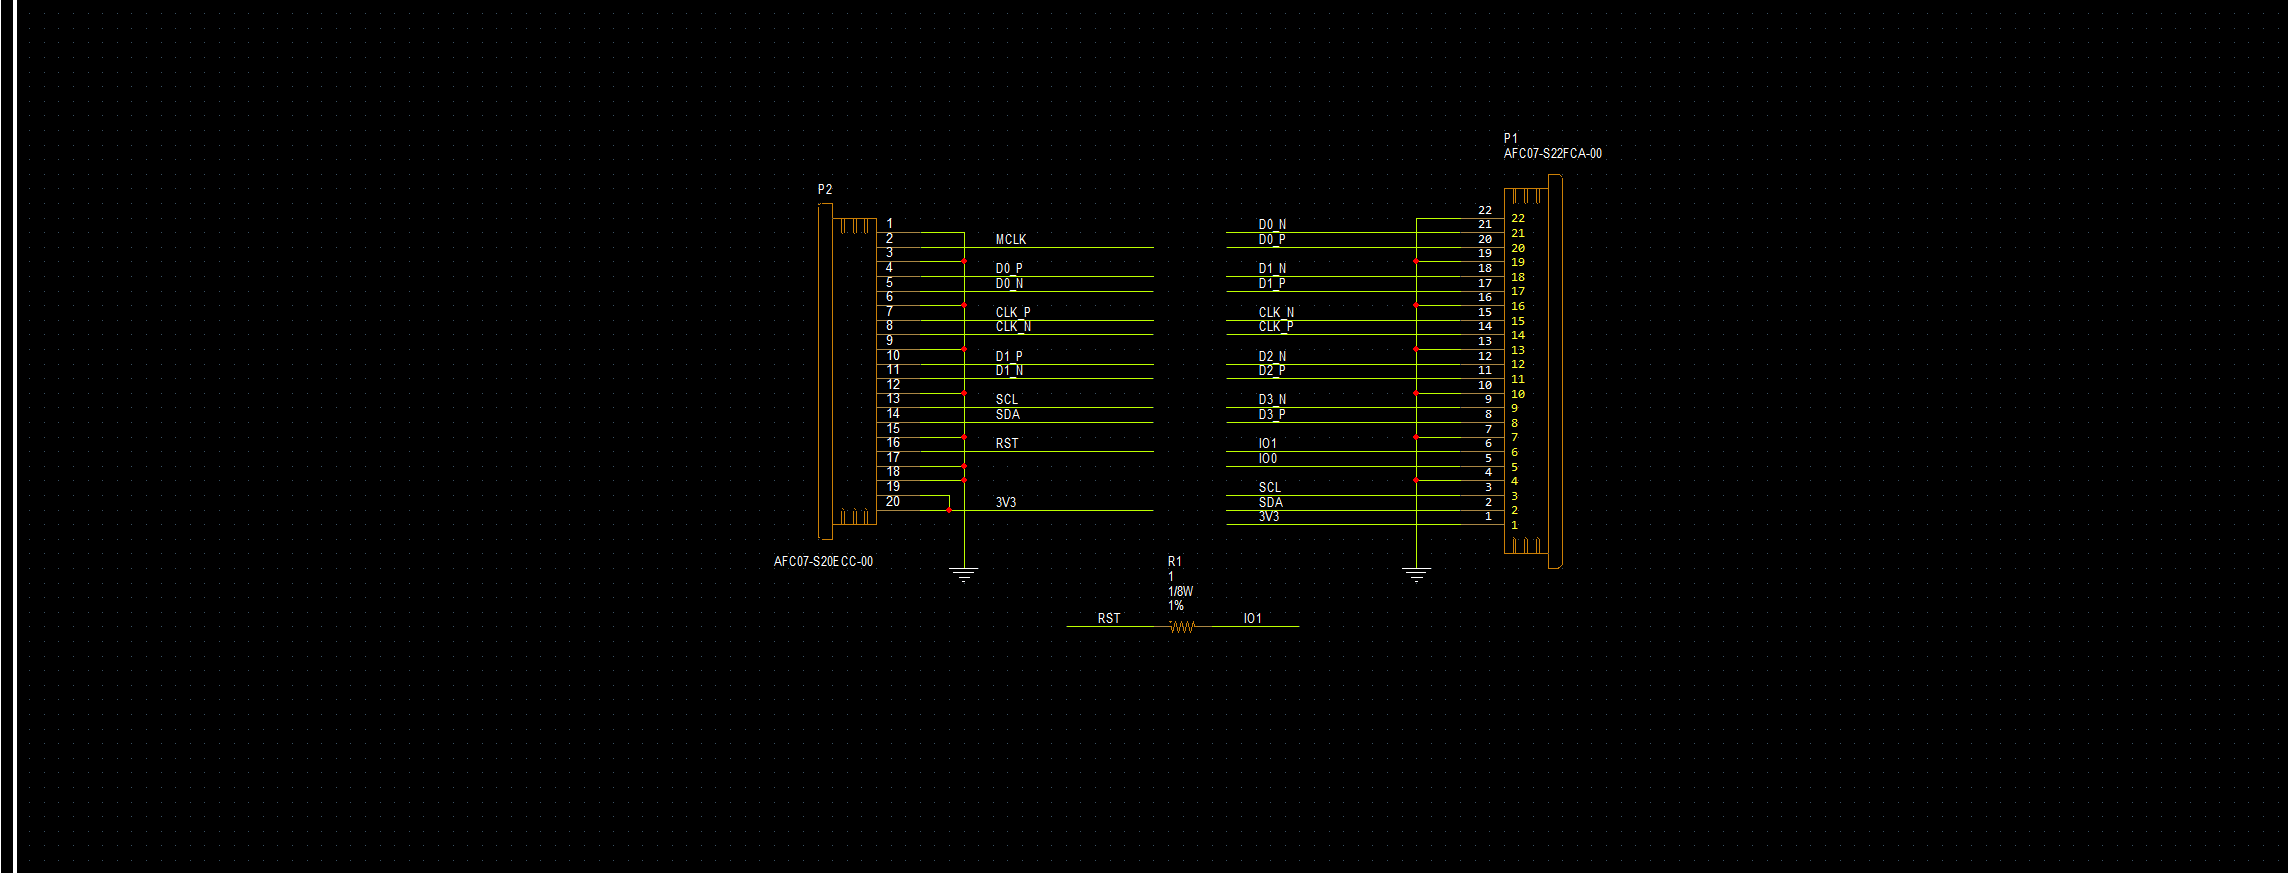 P1
AFC07-S22FCA-00
P2
1
2 MCLK
3
4 D0_P
5 D0_N
6
7 CLK_P
8 CLK_N
9
10 D1_P
11 D1_N
12
13 SCL
14 SDA
15
16 RST
17
18
19
20 3V3
AFC07-S20ECC-00
22 22
D0_N 21 21
D0_P 20 20
19 19
D1_N 18 18
D1_P 17 17
16 16
CLK_N 15 15
CLK_P 14 14
13 13
D2_N 12 12
D2_P 11 11
10 10
D3_N 9 9
D3_P 8 8
7 7
IO1 6 6
IO0 5 5
4 4
SCL 3 3
SDA 2 2
3V3 1 1
R1
1
1/8W
1%
RST IO1